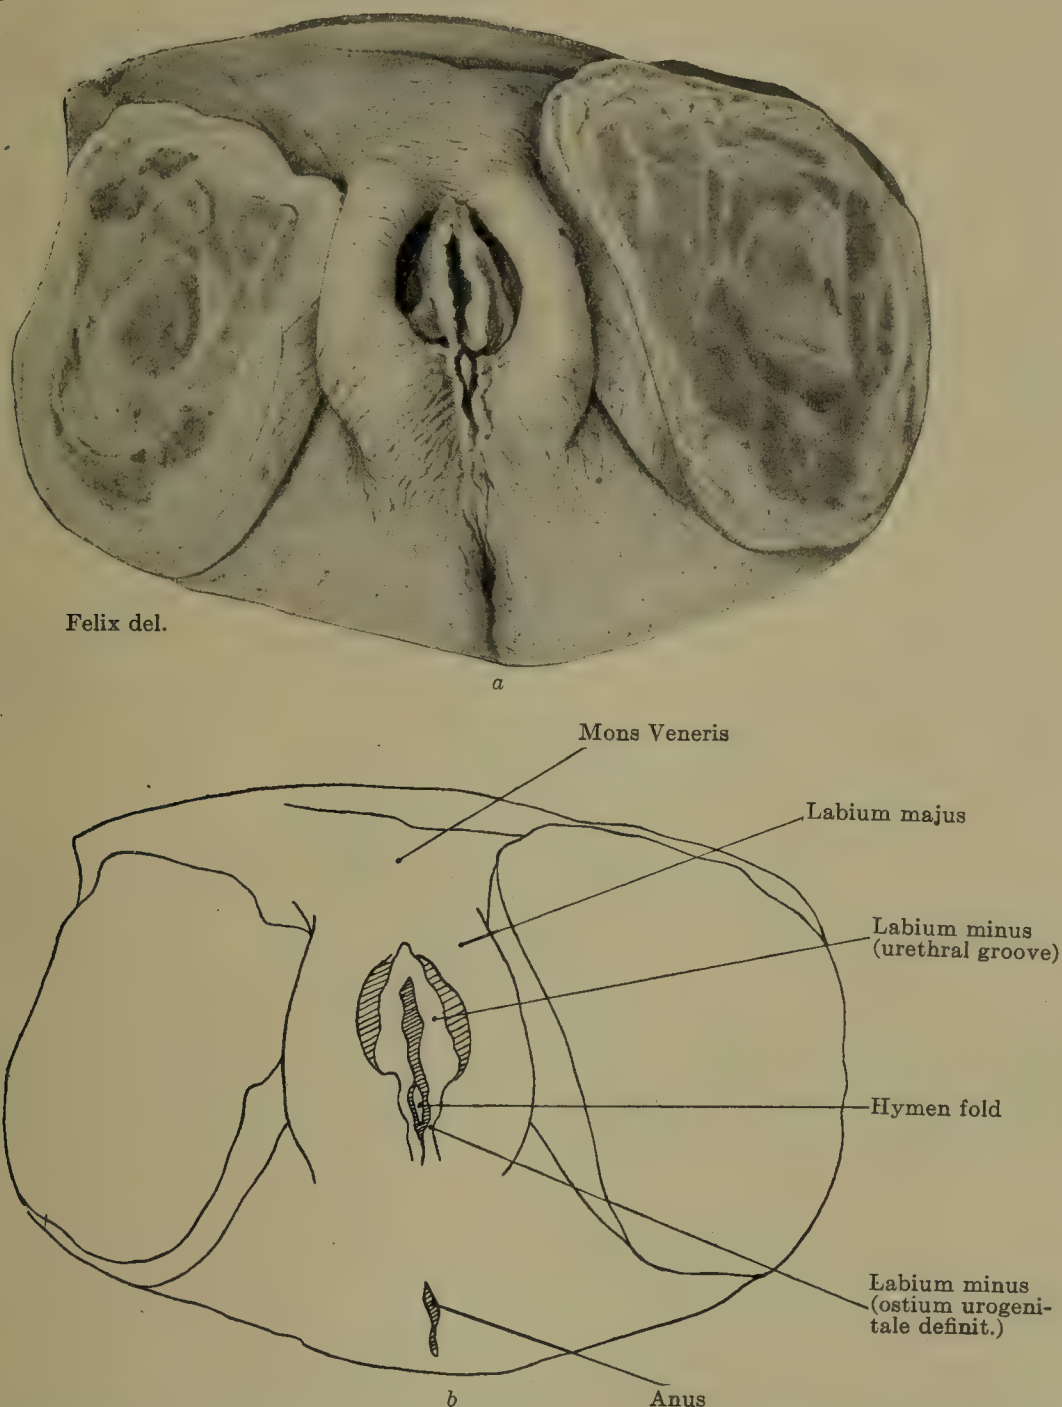 Felix del.
a
Mons Veneris
Labium majus
Labium minus
(urethral groove)
Hymen fold
Labium minus
(ostium urogeni-
tale definit.)
Anus
b